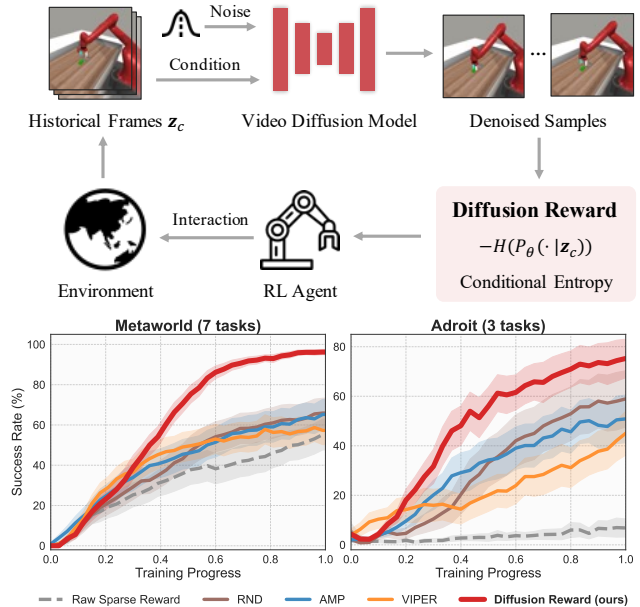 Noise
Condition
Historical Frames 𝒛𝑐
Video Diffusion Model
...
Denoised Samples
Interaction
Environment
RL Agent
Diffusion Reward
−𝐻(𝑃𝜃(· |𝒛𝑐))
Conditional Entropy
Metaworld (7 tasks)
Success Rate (%)
100
80
60
40
20
0
0.0 0.2 0.4 0.6 0.8 1.0
Training Progress
Adroit (3 tasks)
80
60
40
20
0
0.0 0.2 0.4 0.6 0.8 1.0
Training Progress
Raw Sparse Reward RND AMP VIPER Diffusion Reward (ours)